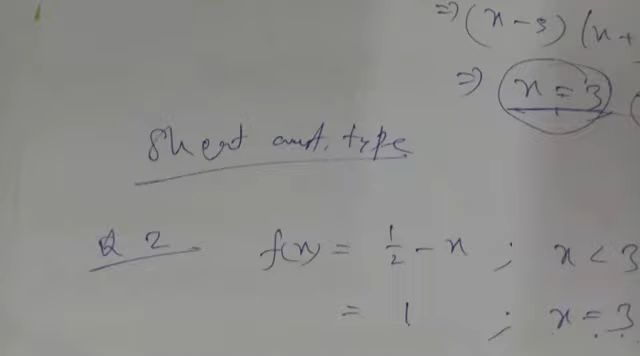 ⇒ (x-3) (x+
⇒ x = 3 (
Short ans. type
Q 2 f(x) = 1/2 - x ; x < 3
= 1 ; x = 3